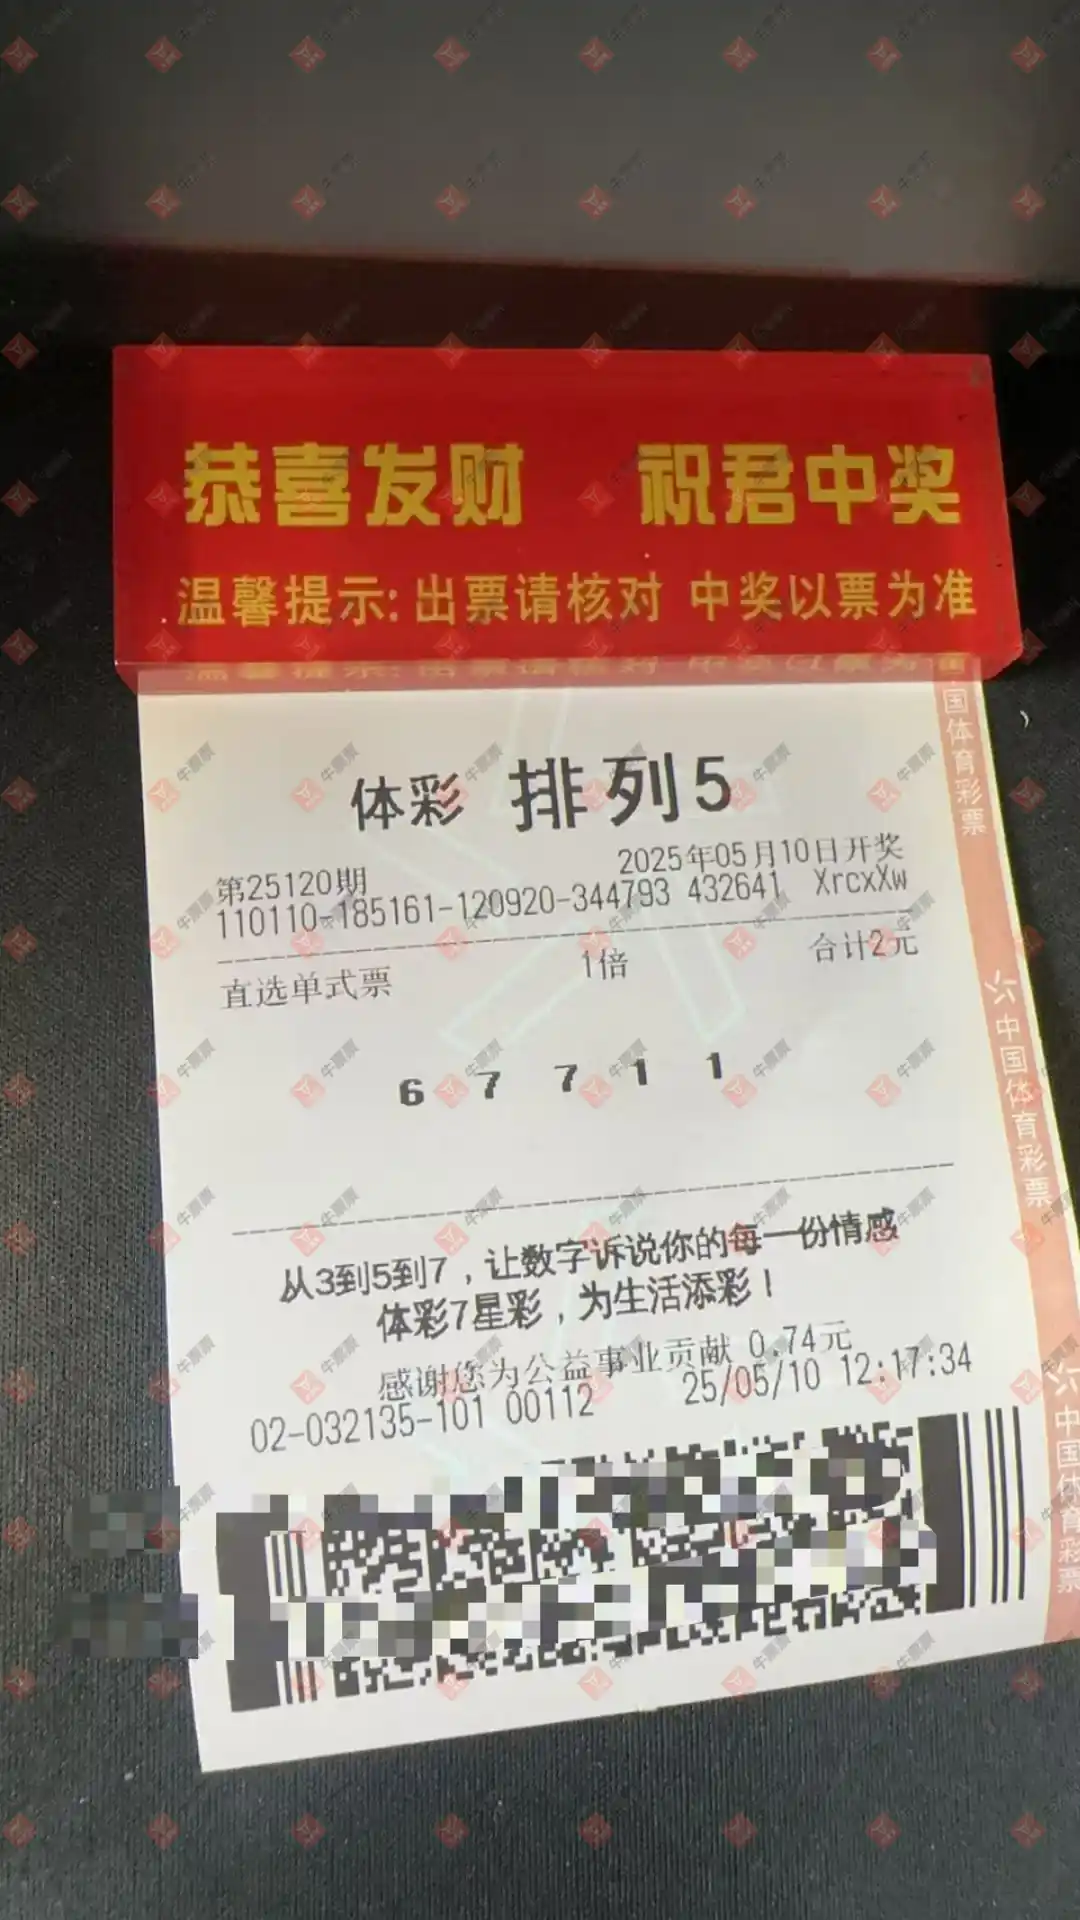 恭喜发财 祝君中奖
温馨提示:出票请核对 中奖以票为准
体彩 排列5
第25120期 2025年05月10日开奖
110110-185161-120920-344793 432641 XrcxXw
直选单式票 1倍 合计2元
6 7 7 1 1
从3到5到7，让数字诉说你的每一份情感
体彩7星彩，为生活添彩！
感谢您为公益事业贡献 0.74元
02-032135-101 00112 25/05/10 12:17:34
国体育彩票
中国体育彩票
中国体育彩票
牛票票